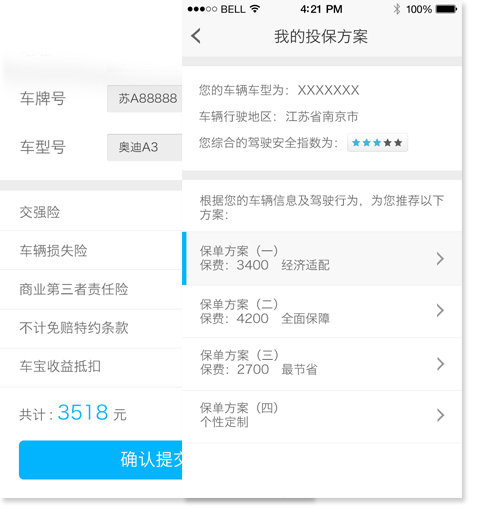 BELL 4:21 PM 100%
我的投保方案
您的车辆车型为：XXXXXXX
车辆行驶地区：江苏省南京市
您综合的驾驶安全指数为：
根据您的车辆信息及驾驶行为，为您推荐以下
方案：
保单方案（一）
保费：3400 经济适配
保单方案（二）
保费：4200 全面保障
保单方案（三）
保费：2700 最节省
保单方案（四）
个性定制
车牌号 苏A88888
车型号 奥迪A3
交强险
车辆损失险
商业第三者责任险
不计免赔特约条款
车宝收益抵扣
共计：3518 元
确认提交